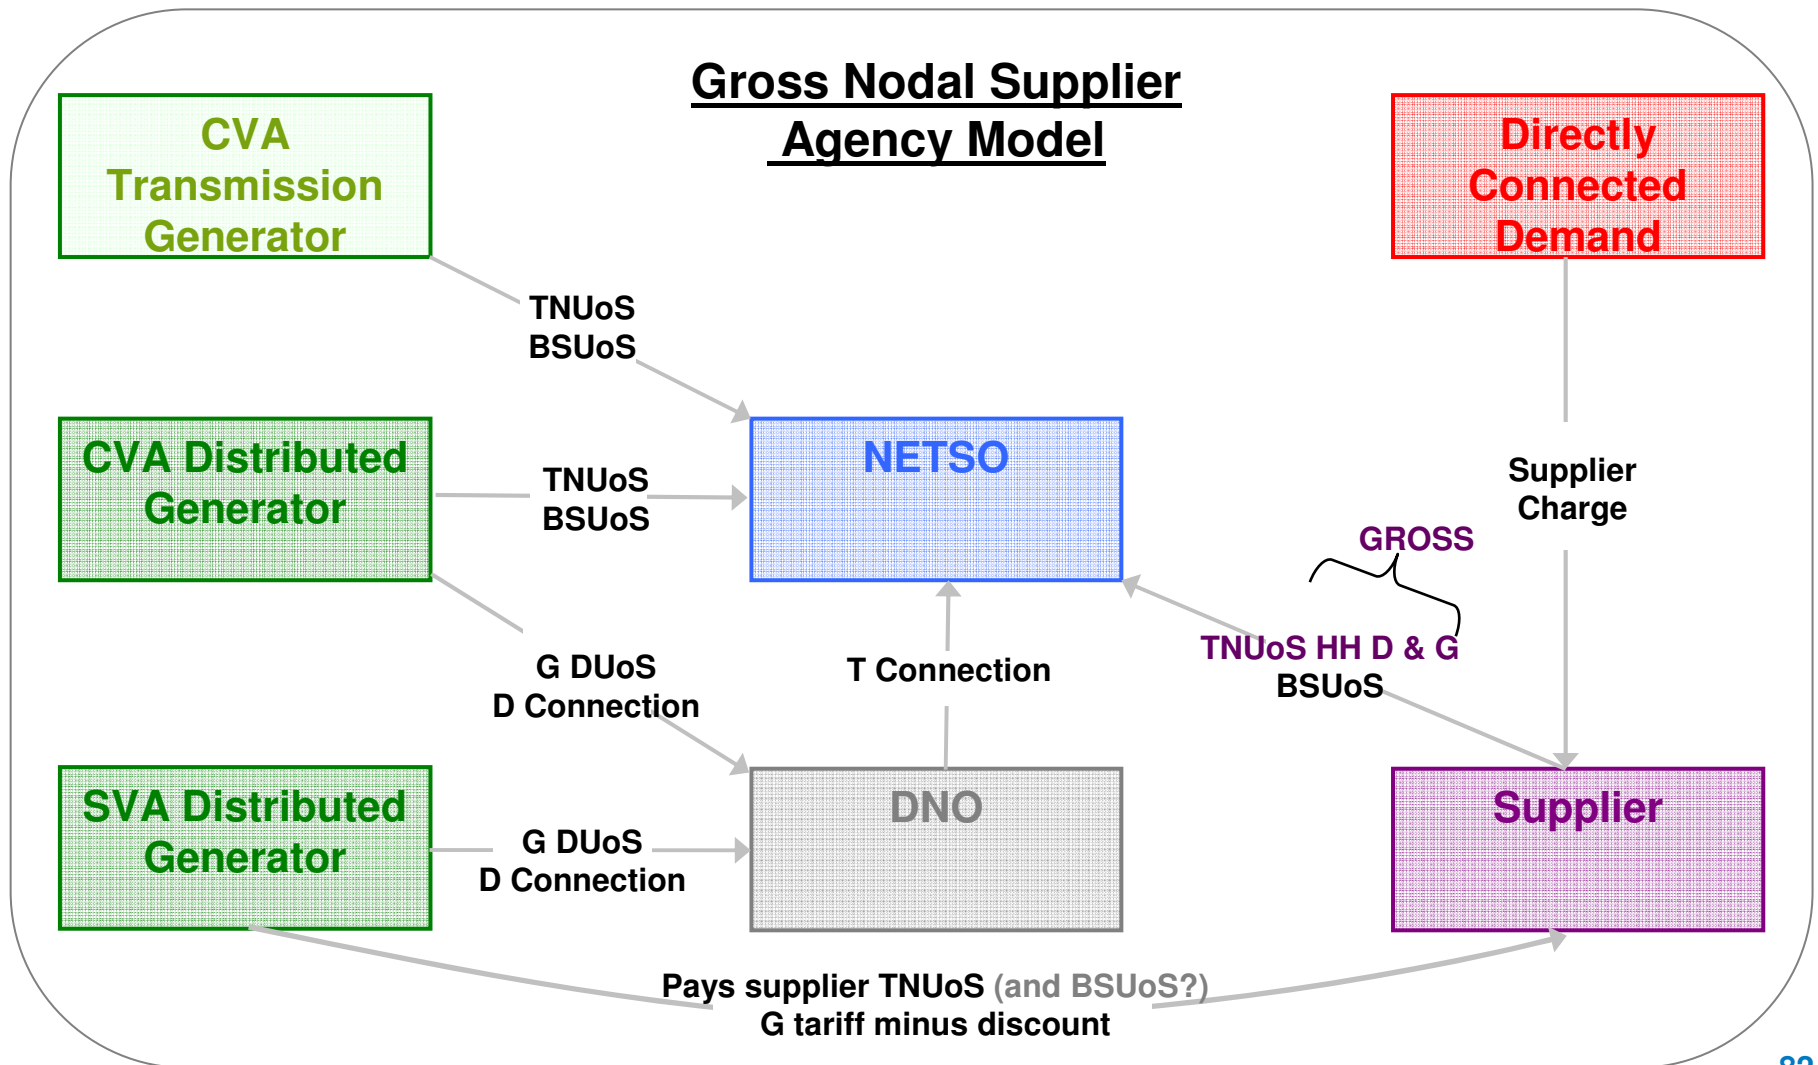 Gross Nodal Supplier
Agency Model
CVA
Transmission
Generator
Directly
Connected
Demand
TNUoS
BSUoS
CVA Distributed
Generator
TNUoS
BSUoS
NETSO
Supplier
Charge
GROSS
TNUoS HH D & G
BSUoS
G DUoS
D Connection
T Connection
SVA Distributed
Generator
G DUoS
D Connection
DNO
Supplier
Pays supplier TNUoS (and BSUoS?)
G tariff minus discount